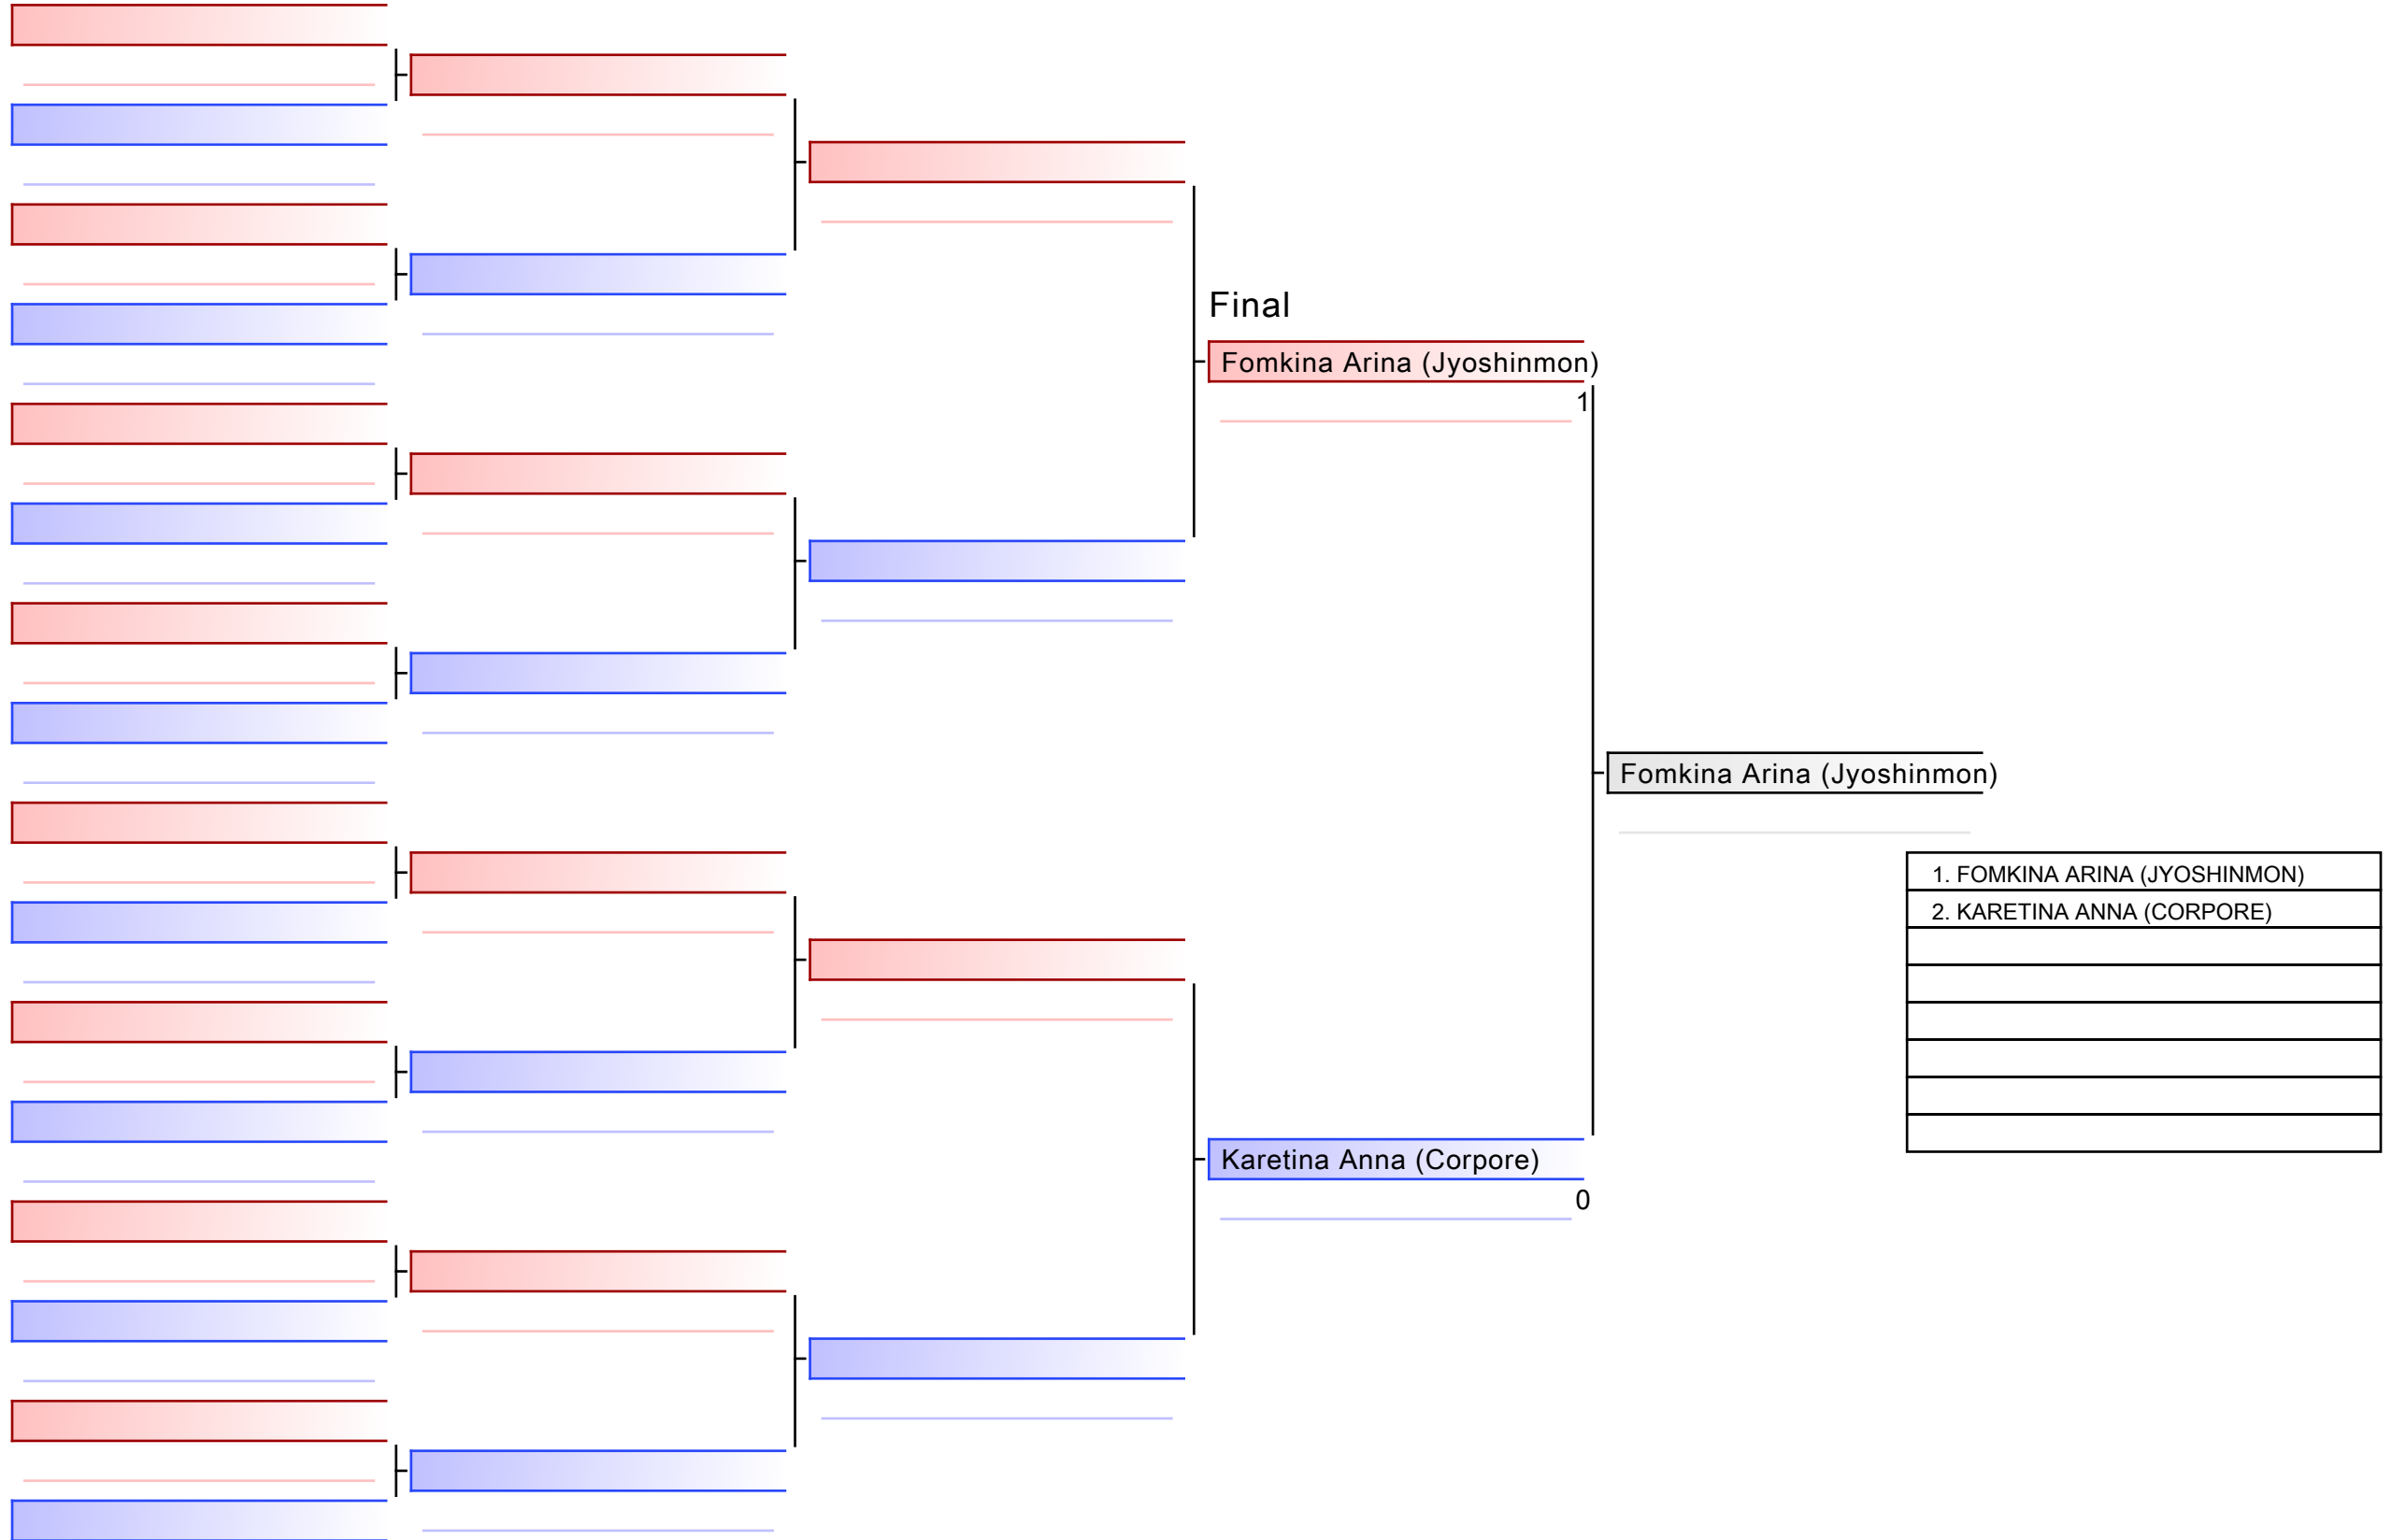 Final
Fomkina Arina (Jyoshinmon)
1
Fomkina Arina (Jyoshinmon)
1. FOMKINA ARINA (JYOSHINMON)
2. KARETINA ANNA (CORPORE)
Karetina Anna (Corpore)
0